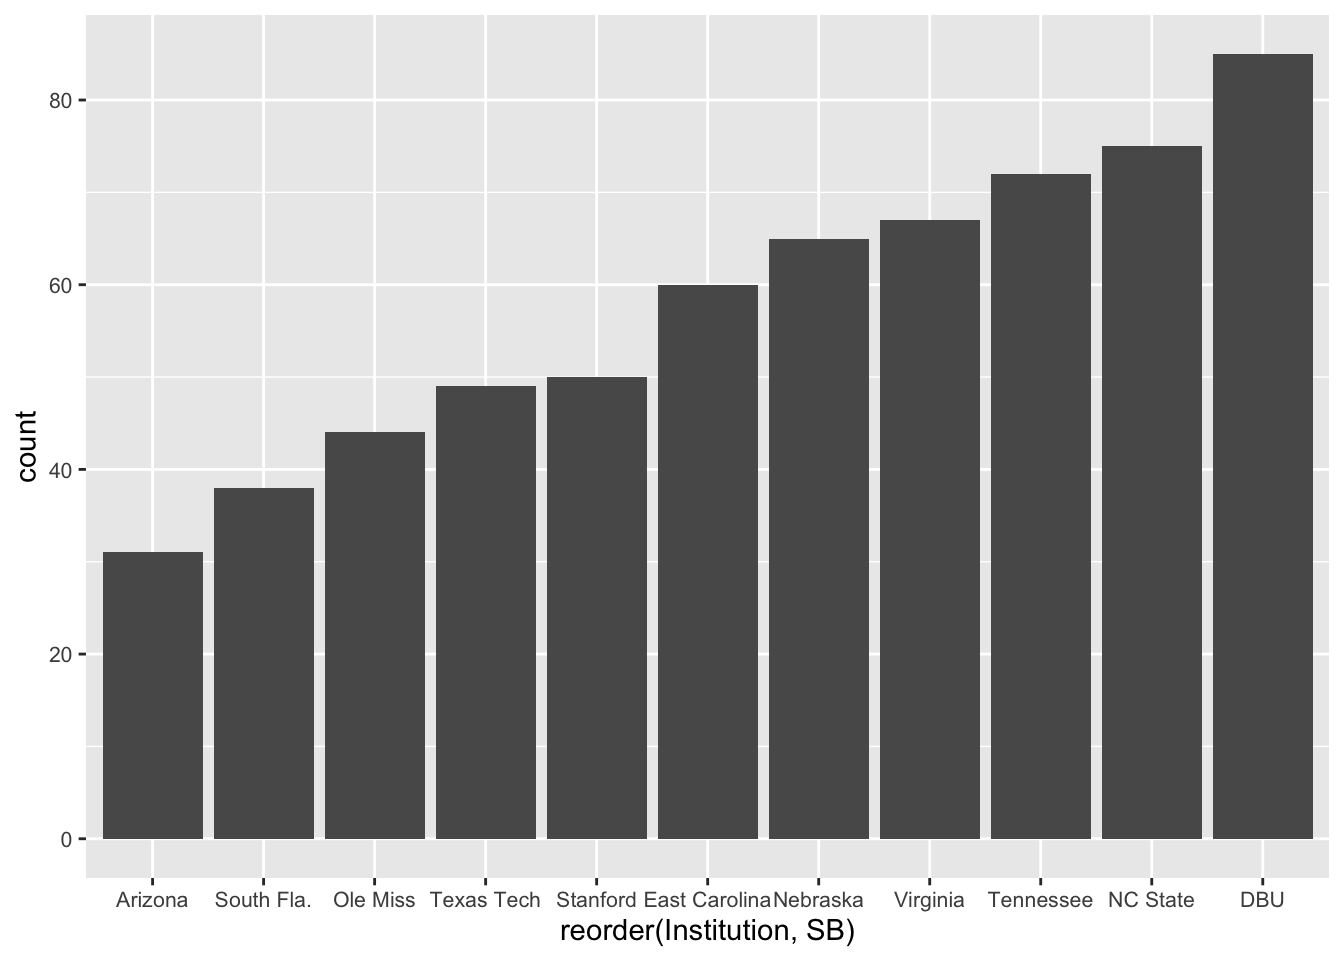 count
80
60
40
20
0
Arizona South Fla. Ole Miss Texas Tech Stanford East Carolina Nebraska Virginia Tennessee NC State DBU
reorder(Institution, SB)